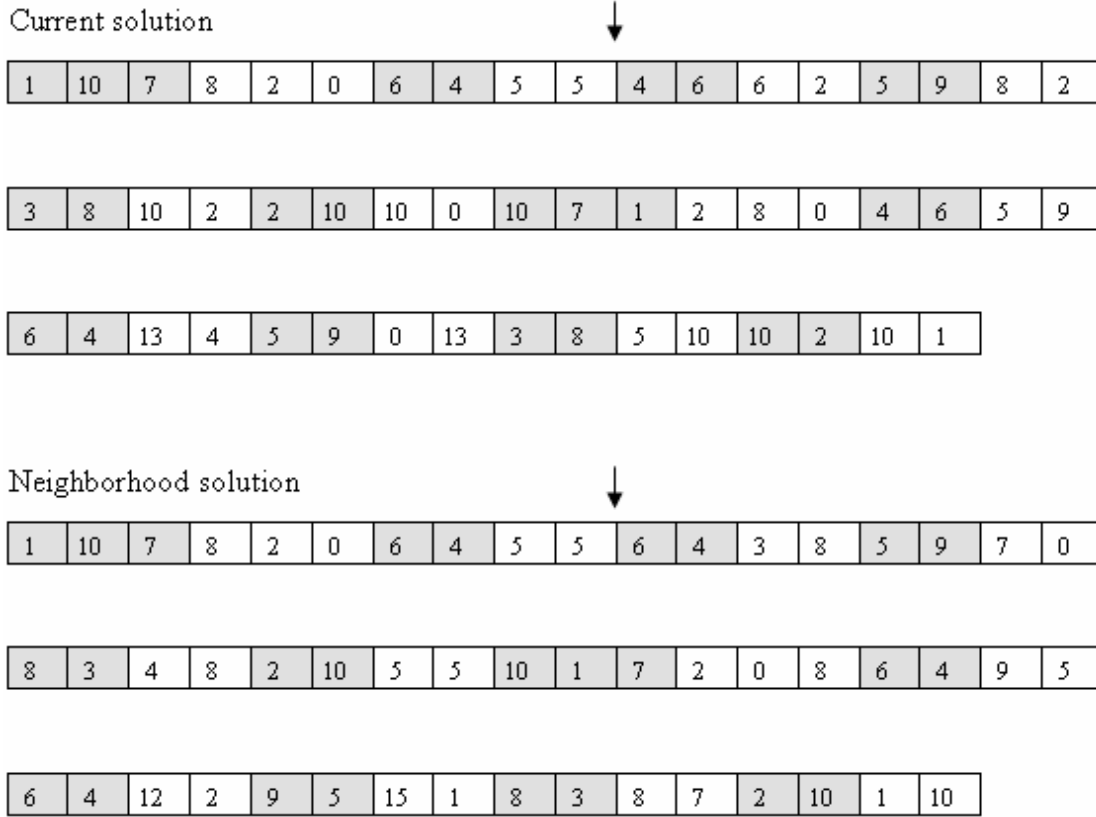 Current solution
1 10 7 8 2 0 6 4 5 5 4 6 6 2 5 9 8 2
3 8 10 2 2 10 10 0 10 7 1 2 8 0 4 6 5 9
6 4 13 4 5 9 0 13 3 8 5 10 10 2 10 1
Neighborhood solution
1 10 7 8 2 0 6 4 5 5 6 4 3 8 5 9 7 0
8 3 4 8 2 10 5 5 10 1 7 2 0 8 6 4 9 5
6 4 12 2 9 5 15 1 8 3 8 7 2 10 1 10